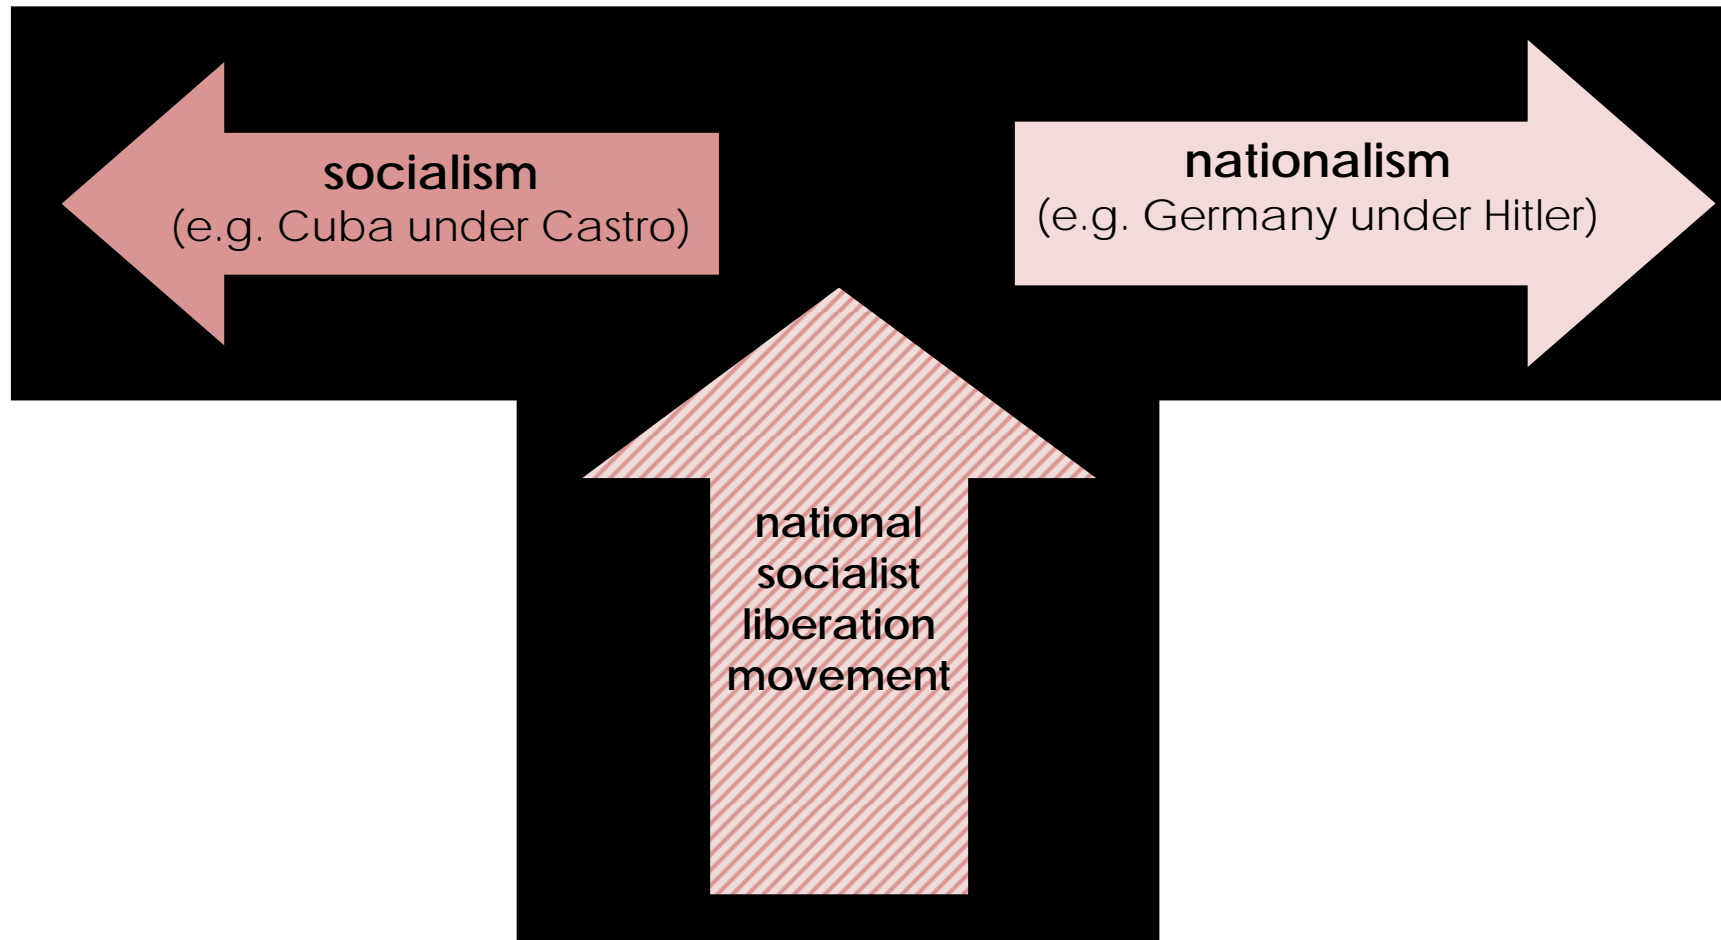 socialism
(e.g. Cuba under Castro)
nationalism
(e.g. Germany under Hitler)
national
socialist
liberation
movement